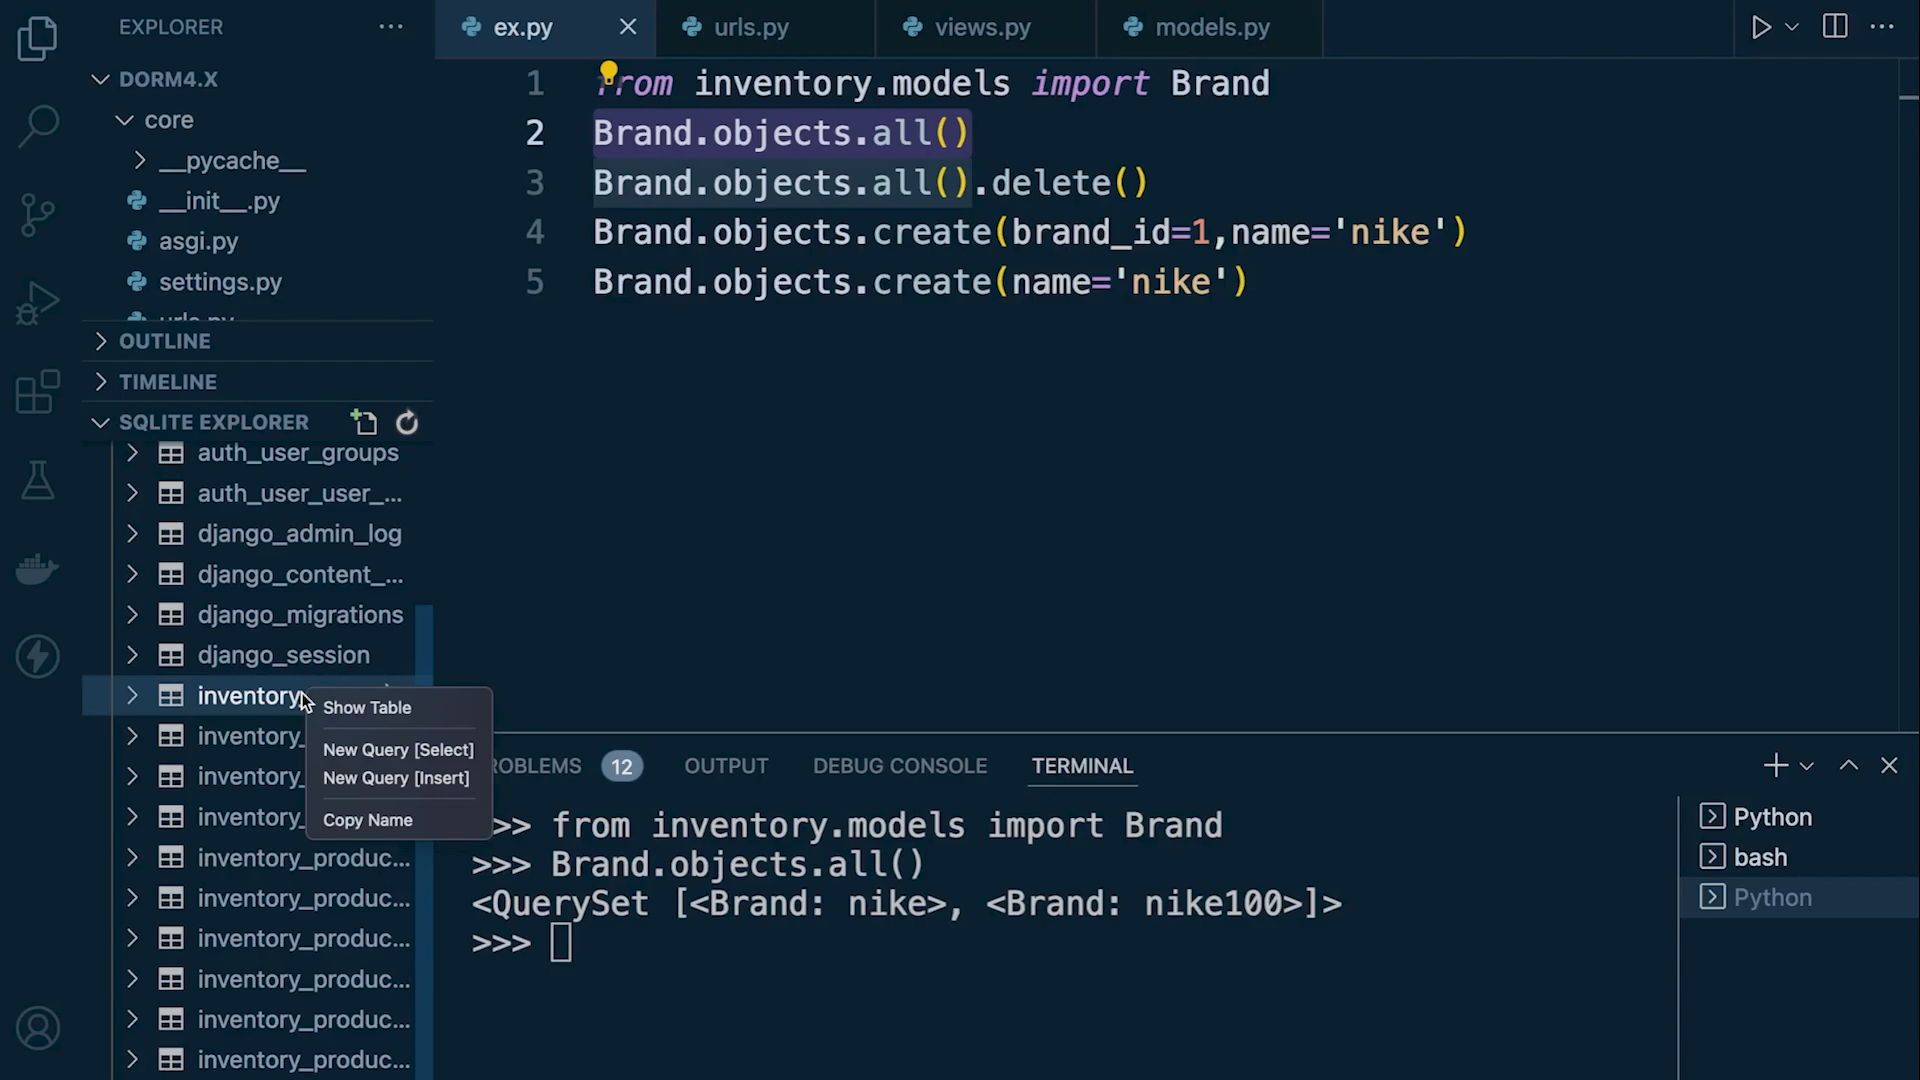 EXPLORER
DORM4.X
core
__pycache__
__init__.py
asgi.py
settings.py
urls.py
OUTLINE
TIMELINE
SQLITE EXPLORER
auth_user_groups
auth_user_user_...
django_admin_log
django_content_...
django_migrations
django_session
inventory
inventory_
inventory_
inventory_
inventory_produc...
inventory_produc...
inventory_produc...
inventory_produc...
inventory_produc...
inventory_produc...
Show Table
New Query [Select]
New Query [Insert]
Copy Name
ex.py
urls.py
views.py
models.py
1 from inventory.models import Brand
2 Brand.objects.all()
3 Brand.objects.all().delete()
4 Brand.objects.create(brand_id=1,name='nike')
5 Brand.objects.create(name='nike')
ROBLEMS 12 OUTPUT DEBUG CONSOLE TERMINAL
>> from inventory.models import Brand
>>> Brand.objects.all()
<QuerySet [<Brand: nike>, <Brand: nike100>]>
>>>
Python
bash
Python